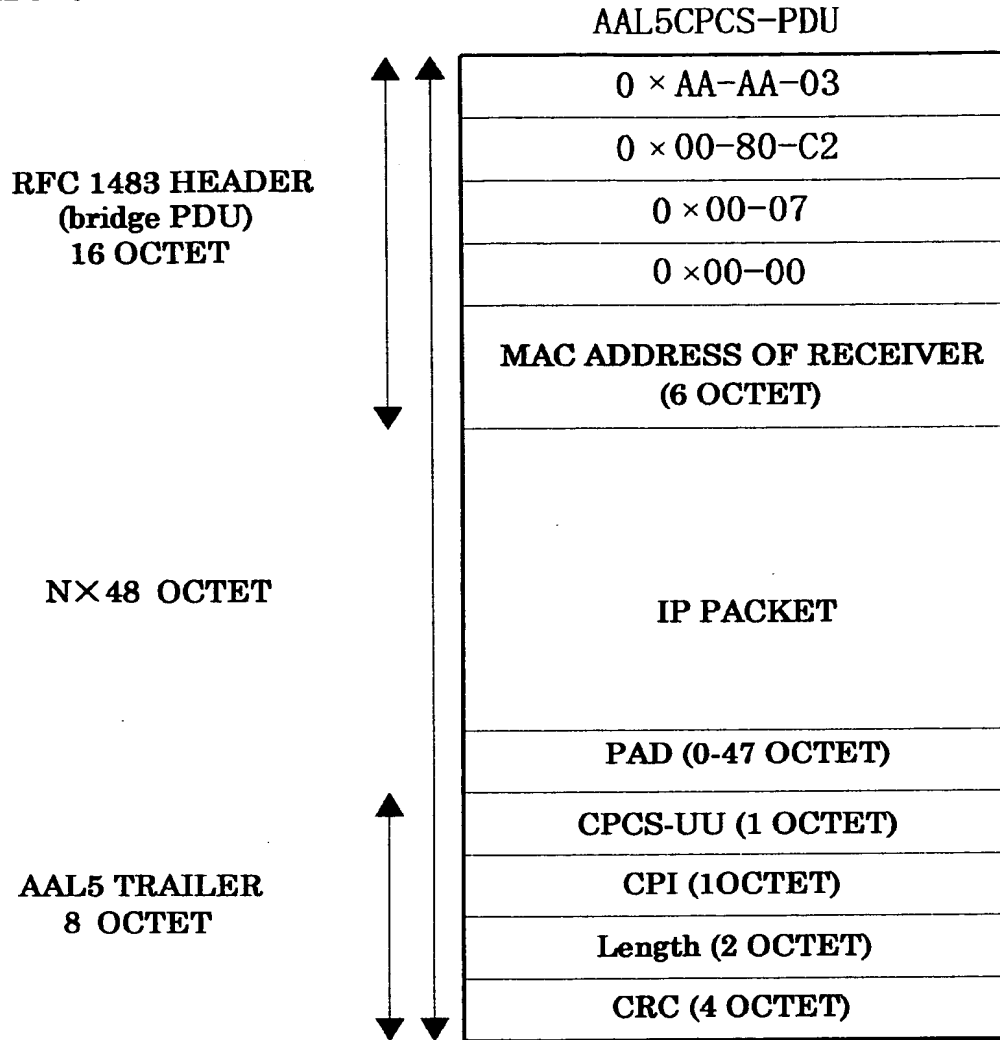 AAL5CPCS-PDU
0 × AA-AA-03
0 × 00-80-C2
0 × 00-07
0 × 00-00
MAC ADDRESS OF RECEIVER
(6 OCTET)
RFC 1483 HEADER
(bridge PDU)
16 OCTET
N×48 OCTET
IP PACKET
PAD (0-47 OCTET)
CPCS-UU (1 OCTET)
CPI (1OCTET)
Length (2 OCTET)
CRC (4 OCTET)
AAL5 TRAILER
8 OCTET